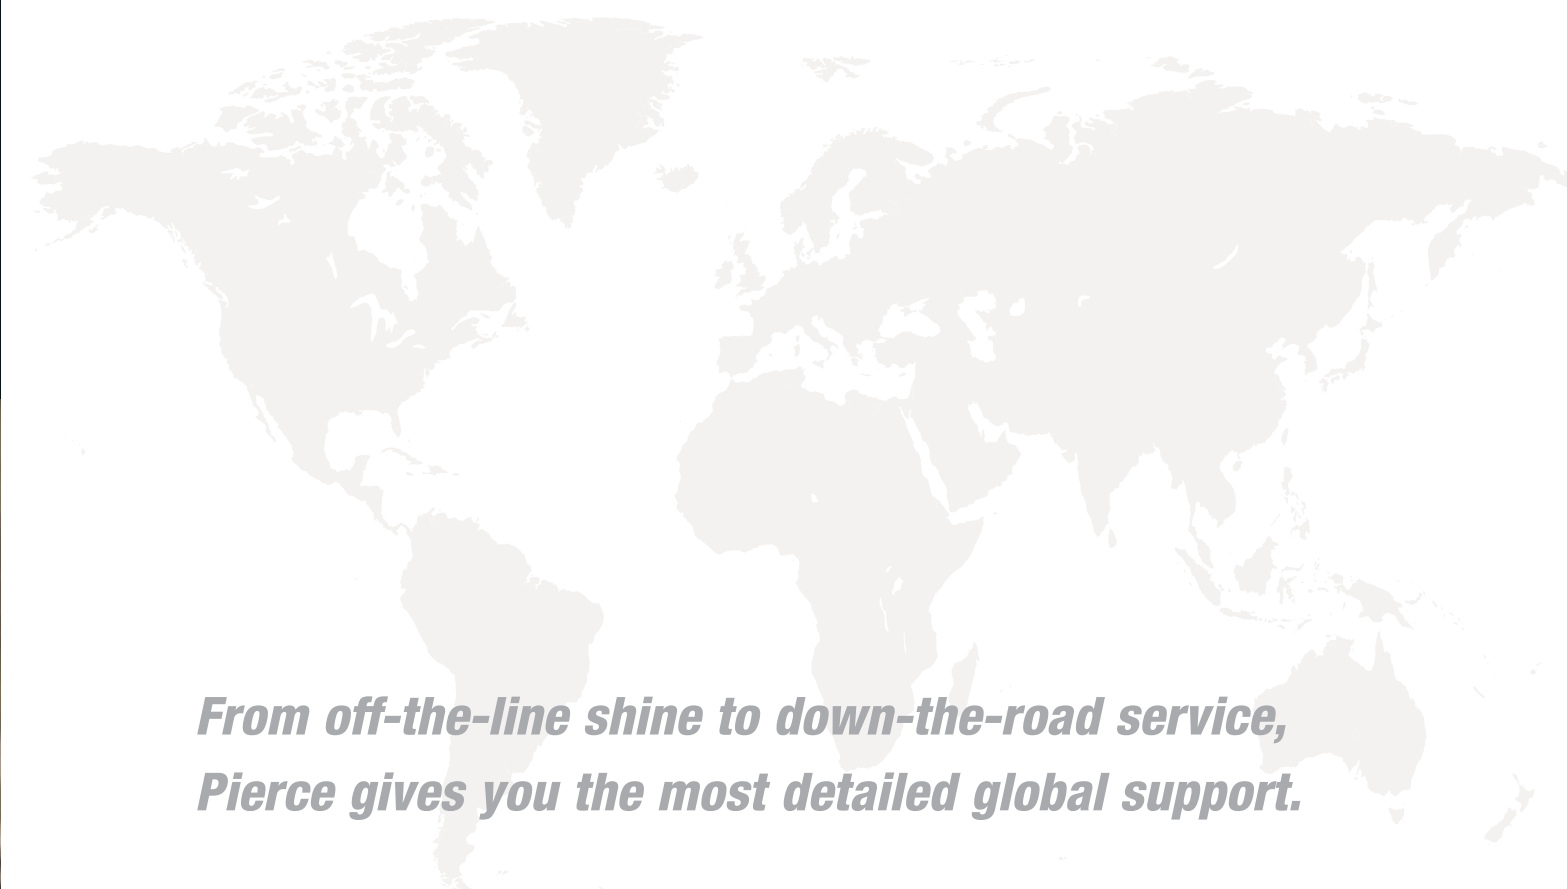 From off-the-line shine to down-the-road service,
Pierce gives you the most detailed global support.